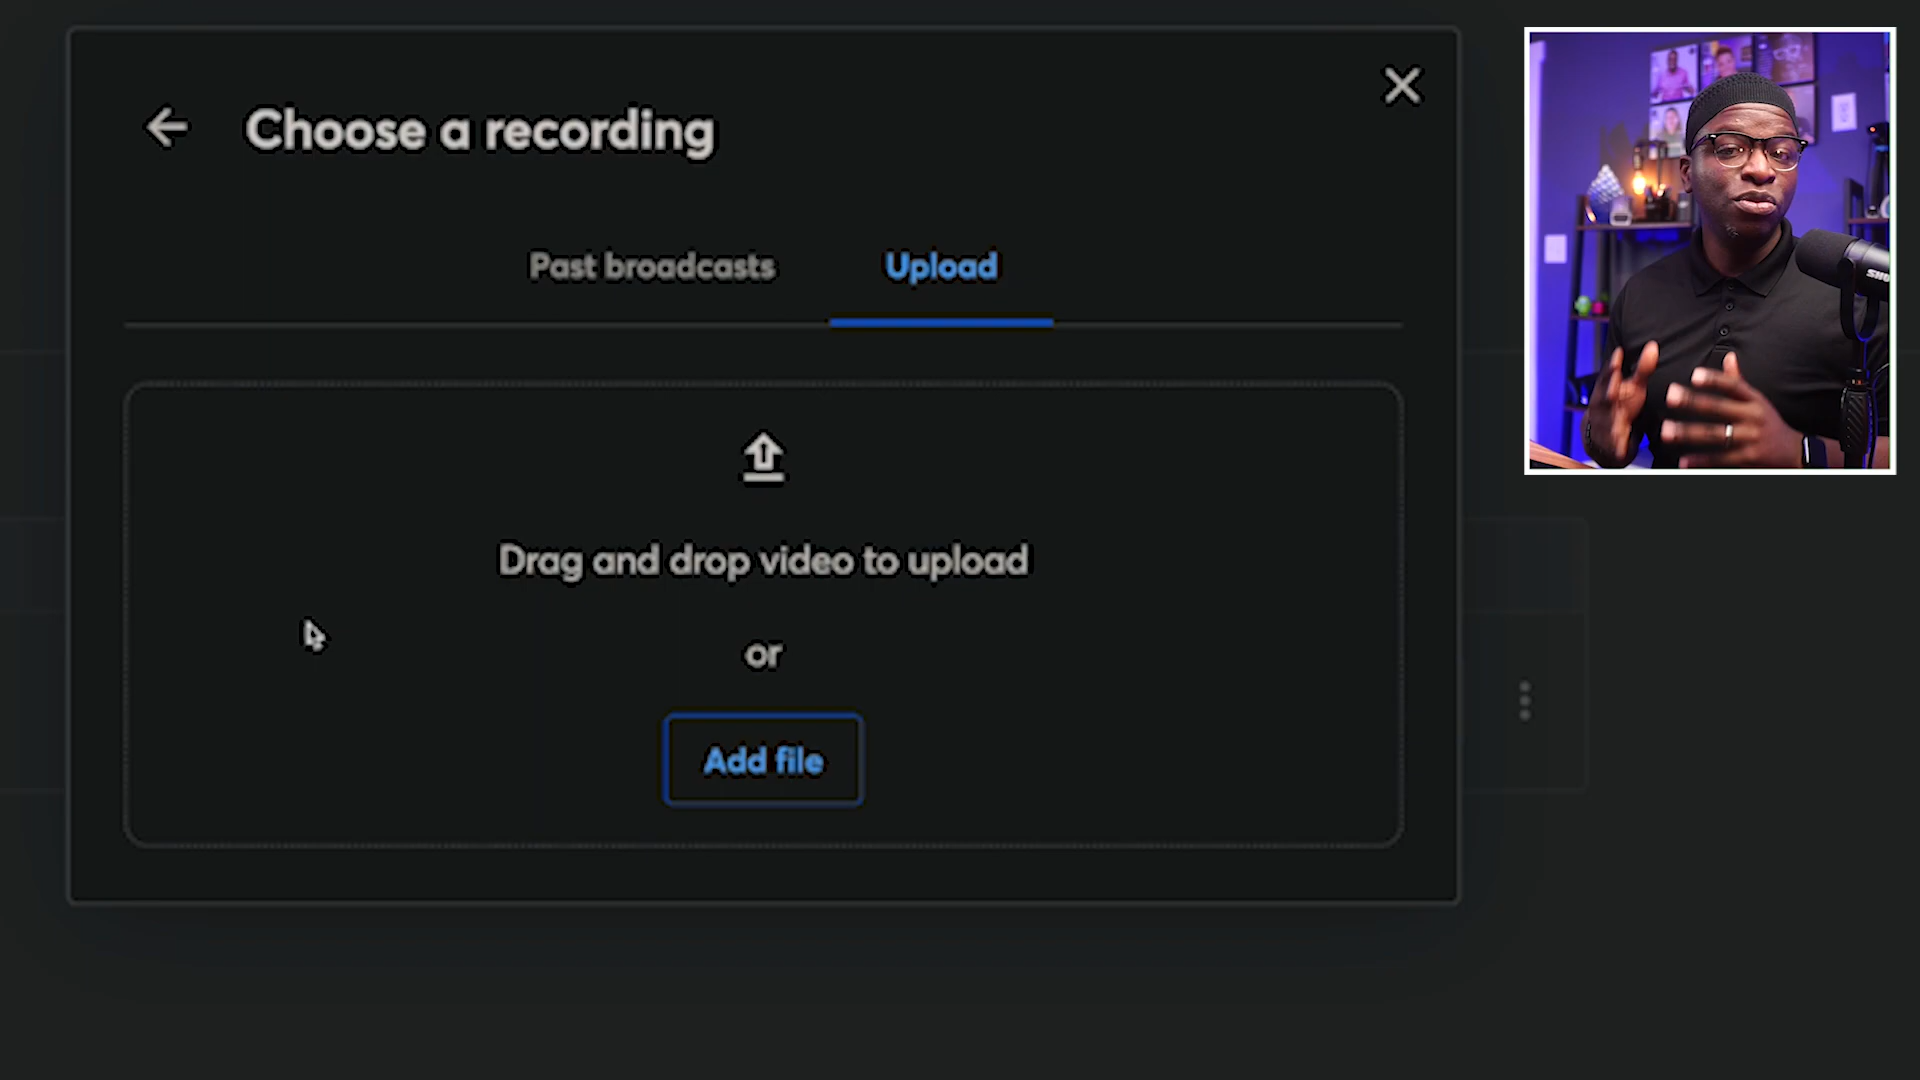 Choose a recording
Past broadcasts
Upload
Drag and drop video to upload
or
Add file